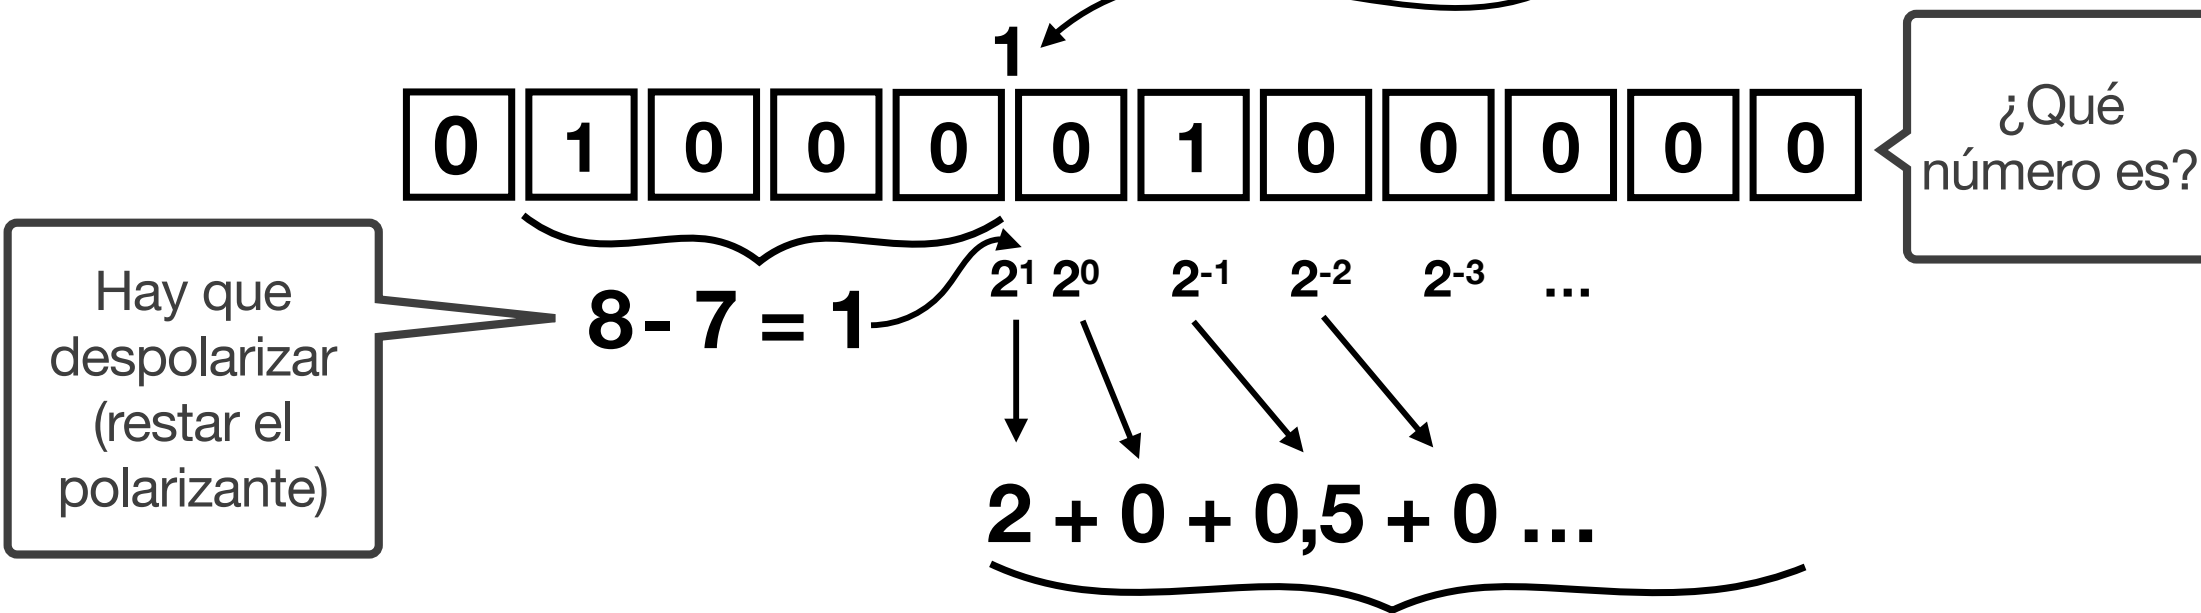 1
0 1 0 0 0 0 1 0 0 0 0 0
¿Qué
número es?
Hay que
despolarizar
(restar el
polarizante)
8 - 7 = 1
2¹ 2⁰ 2⁻¹ 2⁻² 2⁻³ ...
2 + 0 + 0,5 + 0 ...